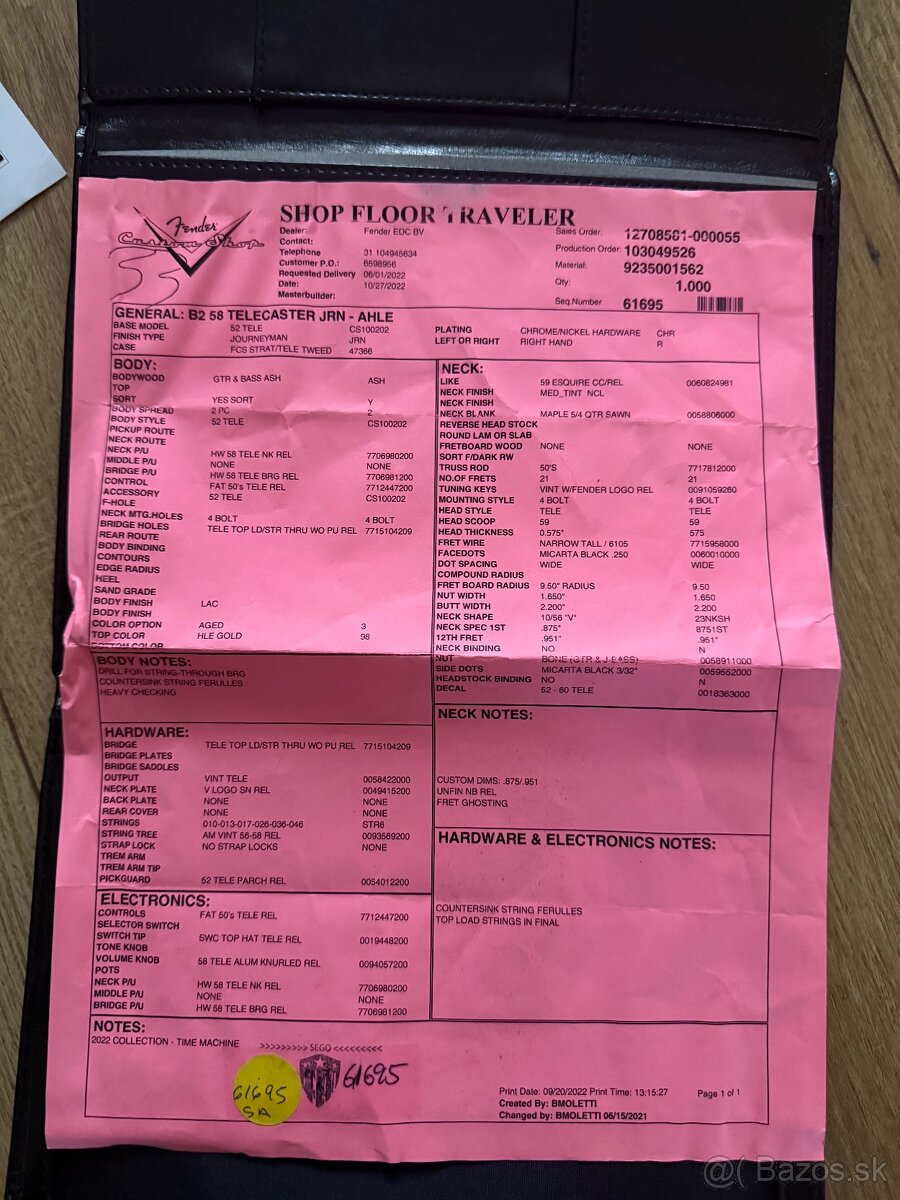 Fender
Custom Shop
SHOP FLOOR TRAVELER
Dealer: Fender EDC BV
Contact:
Telephone 31 104945634
Customer P.O.: 6598956
Requested Delivery 06/01/2022
Date: 10/27/2022
Masterbuilder:
Sales Order: 12708581-000055
Production Order: 103049526
Material: 9235001562
Qty: 1.000
Seq.Number 61695
GENERAL: B2 58 TELECASTER JRN - AHLE
BASE MODEL 52 TELE CS100202
FINISH TYPE JOURNEYMAN JRN
CASE FCS STRAT/TELE TWEED 47366
PLATING CHROME/NICKEL HARDWARE CHR
LEFT OR RIGHT RIGHT HAND R
BODY:
BODYWOOD GTR & BASS ASH ASH
TOP
SORT YES SORT Y
BODY SPREAD 2 PC 2
BODY STYLE 52 TELE CS100202
PICKUP ROUTE
NECK ROUTE
NECK P/U HW 58 TELE NK REL 7706980200
MIDDLE P/U NONE NONE
BRIDGE P/U HW 58 TELE BRG REL 7706981200
CONTROL FAT 50's TELE REL 7712447200
ACCESSORY 52 TELE CS100202
F-HOLE
NECK MTG.HOLES 4 BOLT 4 BOLT
BRIDGE HOLES TELE TOP LD/STR THRU WO PU REL 7715104209
REAR ROUTE
BODY BINDING
CONTOURS
EDGE RADIUS
HEEL
SAND GRADE
BODY FINISH LAC
BODY FINISH
COLOR OPTION AGED 3
TOP COLOR HLE GOLD 98
BOTTOM COLOR
BODY NOTES:
DRILL FOR STRING-THROUGH BRG
COUNTERSINK STRING FERULLES
HEAVY CHECKING
HARDWARE:
BRIDGE TELE TOP LD/STR THRU WO PU REL 7715104209
BRIDGE PLATES
BRIDGE SADDLES
OUTPUT VINT TELE 0058422000
NECK PLATE V LOGO SN REL 0049415200
BACK PLATE NONE NONE
REAR COVER NONE NONE
STRINGS 010-013-017-026-036-046 STR6
STRING TREE AM VINT 56-58 REL 0093569200
STRAP LOCK NO STRAP LOCKS NONE
TREM ARM
TREM ARM TIP
PICKGUARD 52 TELE PARCH REL 0054012200
ELECTRONICS:
CONTROLS FAT 50's TELE REL 7712447200
SELECTOR SWITCH
SWITCH TIP SWC TOP HAT TELE REL 0019448200
TONE KNOB
VOLUME KNOB 58 TELE ALUM KNURLED REL 0094057200
POTS
NECK P/U HW 58 TELE NK REL 7706980200
MIDDLE P/U NONE NONE
BRIDGE P/U HW 58 TELE BRG REL 7706981200
NECK:
LIKE 59 ESQUIRE CC/REL 0060824981
NECK FINISH MED_TINT NCL
NECK FINISH
NECK BLANK MAPLE 5/4 QTR SAWN 0058806000
REVERSE HEAD STOCK
ROUND LAM OR SLAB
FRETBOARD WOOD NONE NONE
SORT F/DARK RW
TRUSS ROD 50'S 7717812000
NO.OF FRETS 21 21
TUNING KEYS VINT W/FENDER LOGO REL 0091059260
MOUNTING STYLE 4 BOLT 4 BOLT
HEAD STYLE TELE TELE
HEAD SCOOP 59 59
HEAD THICKNESS 0.575" 575
FRET WIRE NARROW TALL / 6105 7715958000
FACEDOTS MICARTA BLACK .250 0060010000
DOT SPACING WIDE WIDE
COMPOUND RADIUS
FRET BOARD RADIUS 9.50" RADIUS 9.50
NUT WIDTH 1.650" 1.650
BUTT WIDTH 2.200" 2.200
NECK SHAPE 10/56 "V" 23NKSH
NECK SPEC 1ST .875" 8751ST
12TH FRET .951" .951"
NECK BINDING NO N
NUT BONE (GTR & J BASS) 0058911000
SIDE DOTS MICARTA BLACK 3/32" 0059552000
HEADSTOCK BINDING NO N
DECAL 52 - 60 TELE 0018363000
NECK NOTES:
CUSTOM DIMS: .875/.951
UNFIN NB REL
FRET GHOSTING
HARDWARE & ELECTRONICS NOTES:
COUNTERSINK STRING FERULLES
TOP LOAD STRINGS IN FINAL
NOTES:
2022 COLLECTION - TIME MACHINE >>>>>>>>> SEGO <<<<<<<<<<
61695
SA
61695
Print Date: 09/20/2022 Print Time: 13:15:27 Page 1 of 1
Created By: BMOLETTI
Changed by: BMOLETTI 06/15/2021
@( Bazos.sk